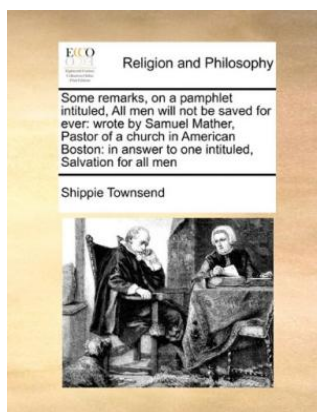 ECCO
Religion and Philosophy
Some remarks, on a pamphlet
intituled, All men will not be saved for
ever: wrote by Samuel Mather,
Pastor of a church in American
Boston: in answer to one intituled,
Salvation for all men
Shippie Townsend